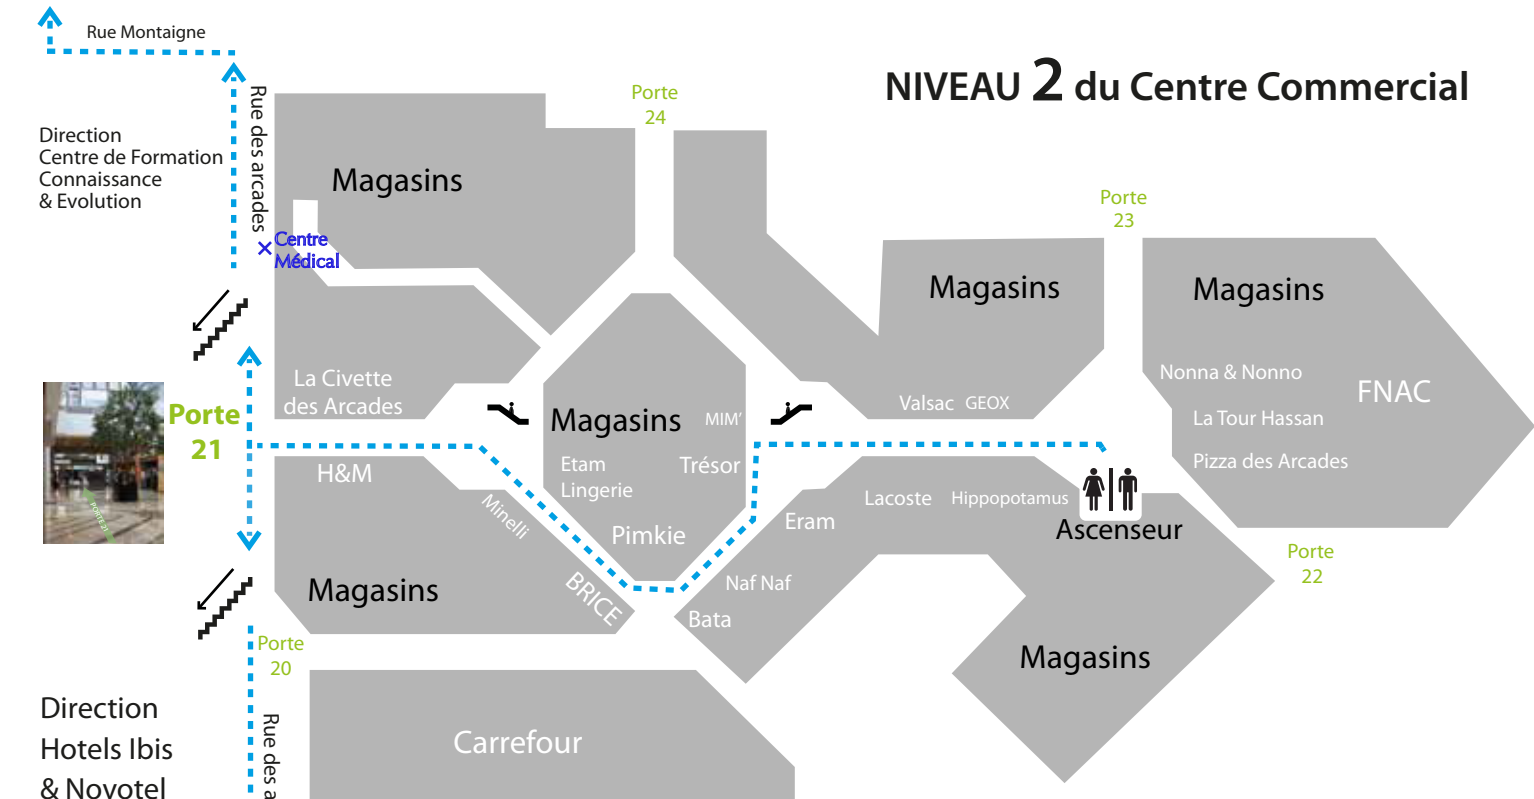 Rue Montaigne
NIVEAU 2 du Centre Commercial
Porte
24
Rue des arcades
Direction
Centre de Formation
Connaissance
& Evolution
Magasins
Porte
23
Centre
Médical
Magasins
Magasins
La Civette
des Arcades
Porte
21
PORTE 21
Magasins
MIM'
Etam
Lingerie
Trésor
Pimkie
Valsac
GEOX
Nonna & Nonno
FNAC
La Tour Hassan
Pizza des Arcades
H&M
Minelli
BRICE
Magasins
Lacoste
Hippopotamus
Eram
Ascenseur
Naf Naf
Bata
Porte
22
Magasins
Porte
20
Direction
Hotels Ibis
& Novotel
Rue des a
Carrefour